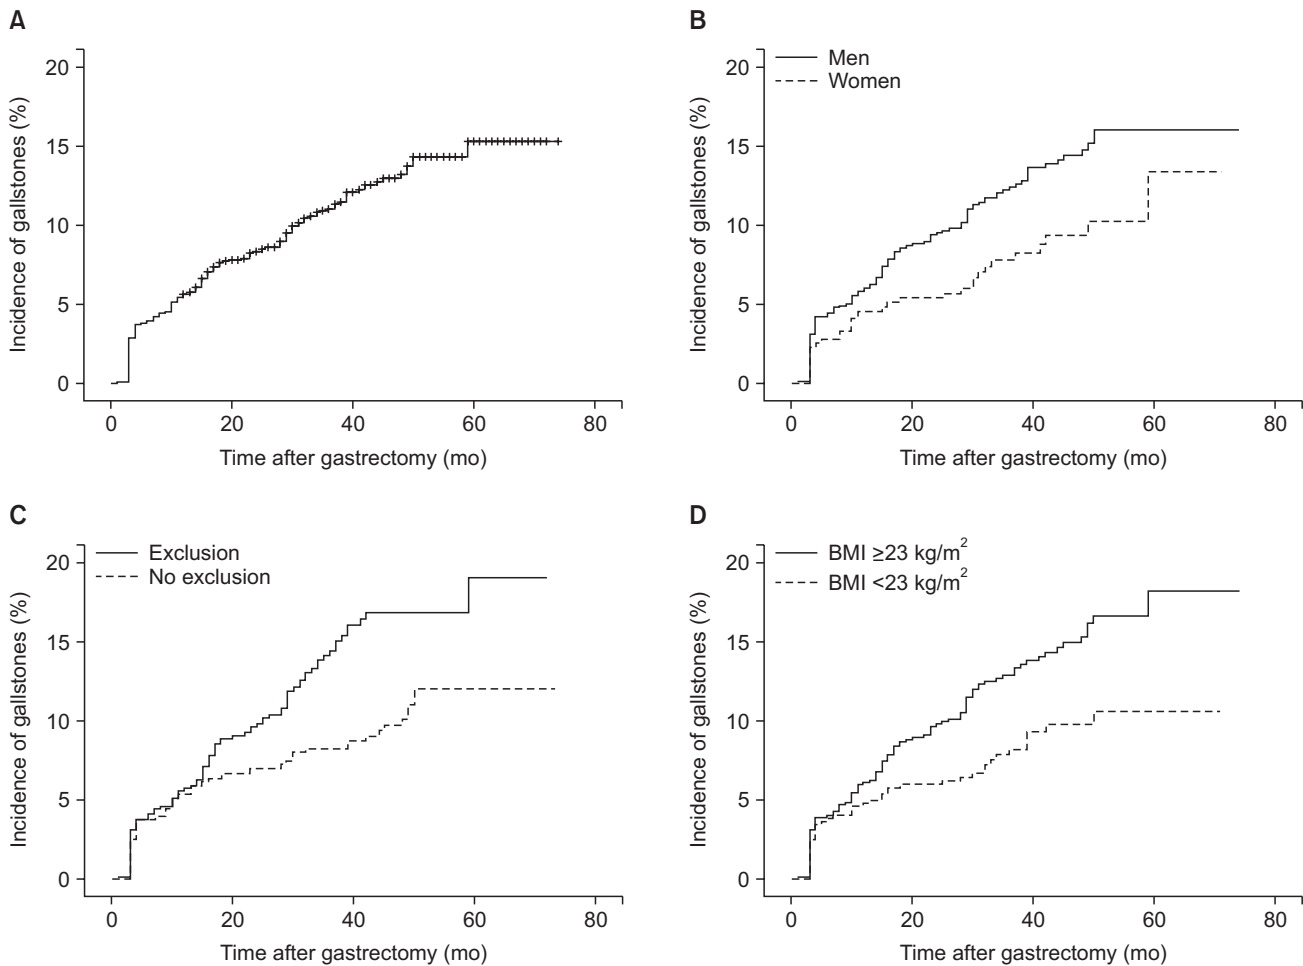 A
Incidence of gallstones (%)
20
15
10
5
0
0 20 40 60 80
Time after gastrectomy (mo)
B
Men
Women
Incidence of gallstones (%)
20
15
10
5
0
0 20 40 60 80
Time after gastrectomy (mo)
C
Exclusion
No exclusion
Incidence of gallstones (%)
20
15
10
5
0
0 20 40 60 80
Time after gastrectomy (mo)
D
BMI ≥23 kg/m²
BMI <23 kg/m²
Incidence of gallstones (%)
20
15
10
5
0
0 20 40 60 80
Time after gastrectomy (mo)